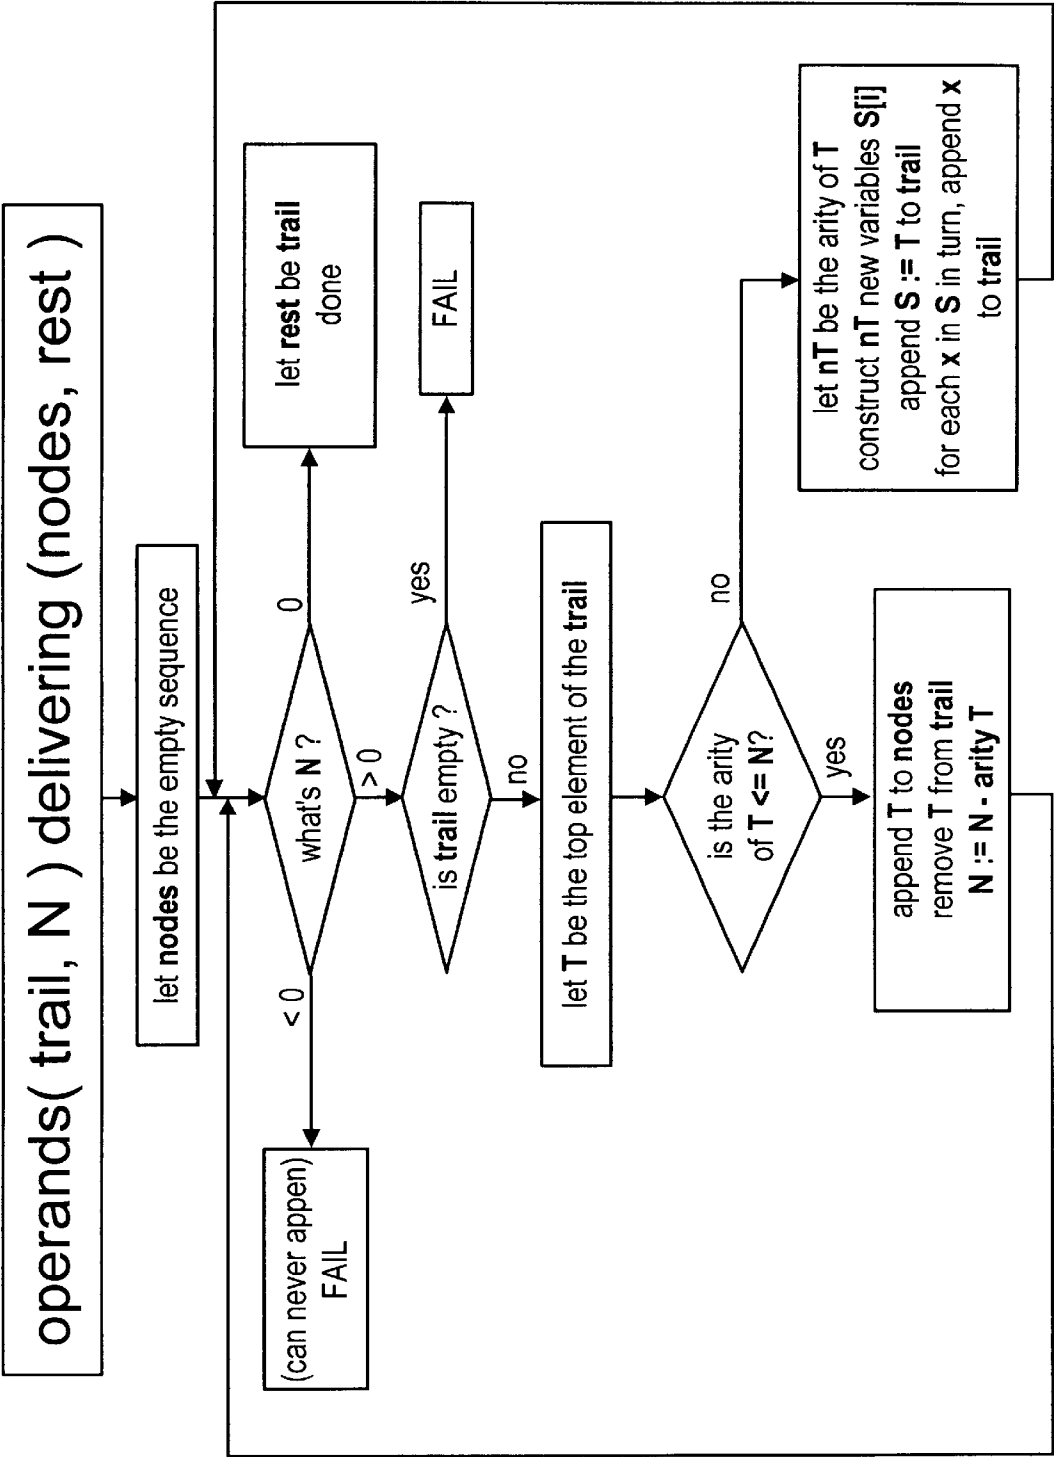 operands( trail, N ) delivering (nodes, rest )
let nodes be the empty sequence
what's N ?
< 0
0
> 0
(can never appen)
FAIL
let rest be trail
done
is trail empty ?
yes
no
FAIL
let T be the top element of the trail
is the arity
of T <= N?
no
yes
let nT be the arity of T
construct nT new variables S[i]
append S := T to trail
for each x in S in turn, append x
to trail
append T to nodes
remove T from trail
N := N - arity T